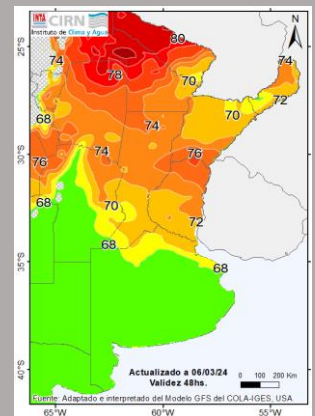 INTA CIRN
Instituto de Clima y Agua
N
25°S
80
74
74
78
70
72
68
70
74
30°S
76
74
76
68
70
72
68
68
35°S
40°S
Actualizado a 06/03/24
Validez 48hs.
0 100 200 Km
Fuente: Adaptado e interpretado del Modelo GFS del COLA-IGES, USA
65°W
60°W
55°W